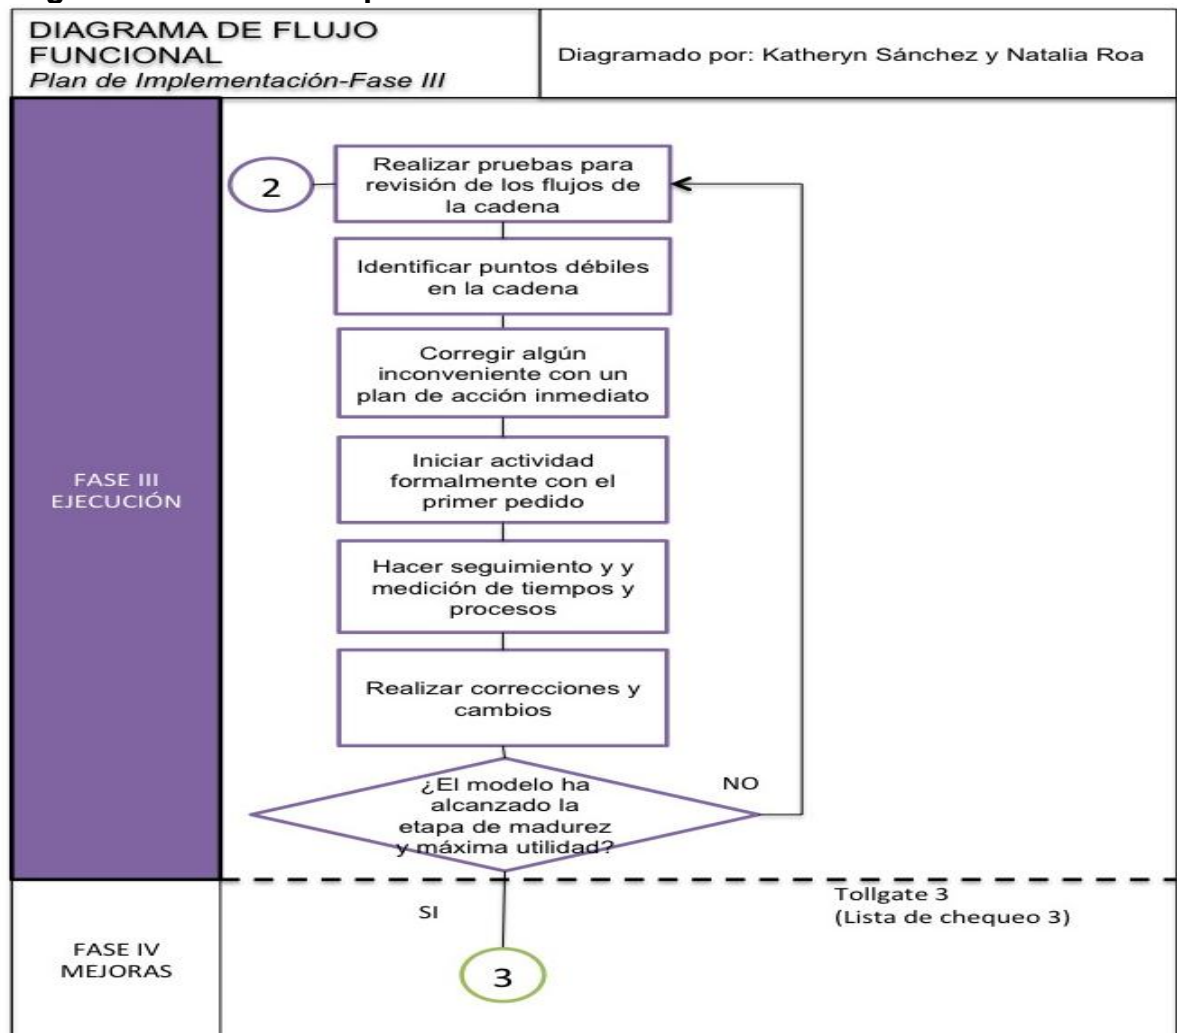 DIAGRAMA DE FLUJO
FUNCIONAL
Plan de Implementación-Fase III
Diagramado por: Katheryn Sánchez y Natalia Roa
2
Realizar pruebas para
revisión de los flujos de
la cadena
Identificar puntos débiles
en la cadena
Corregir algún
inconveniente con un
plan de acción inmediato
Iniciar actividad
formalmente con el
primer pedido
Hacer seguimiento y y
medición de tiempos y
procesos
Realizar correcciones y
cambios
¿El modelo ha
alcanzado la
etapa de madurez
y máxima utilidad?
NO
FASE III
EJECUCIÓN
SI
Tollgate 3
(Lista de chequeo 3)
FASE IV
MEJORAS
3